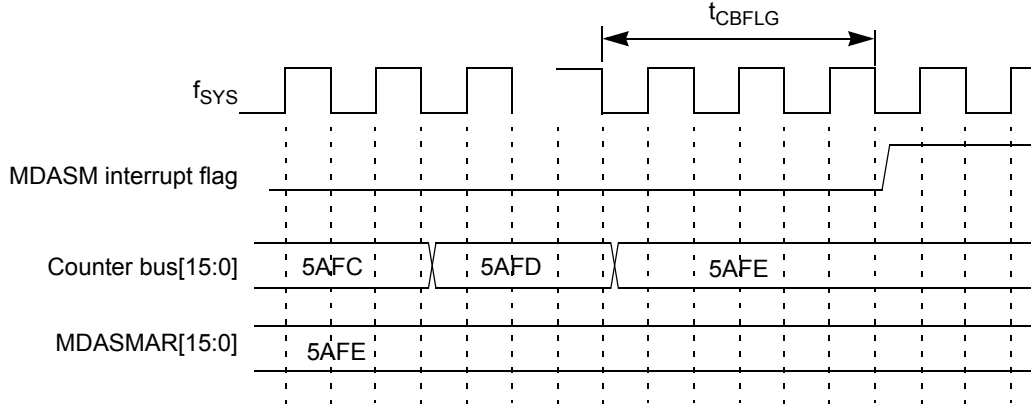 tCBFLG
fSYS
MDASM interrupt flag
Counter bus[15:0] 5AFC 5AFD 5AFE
MDASMAR[15:0] 5AFE